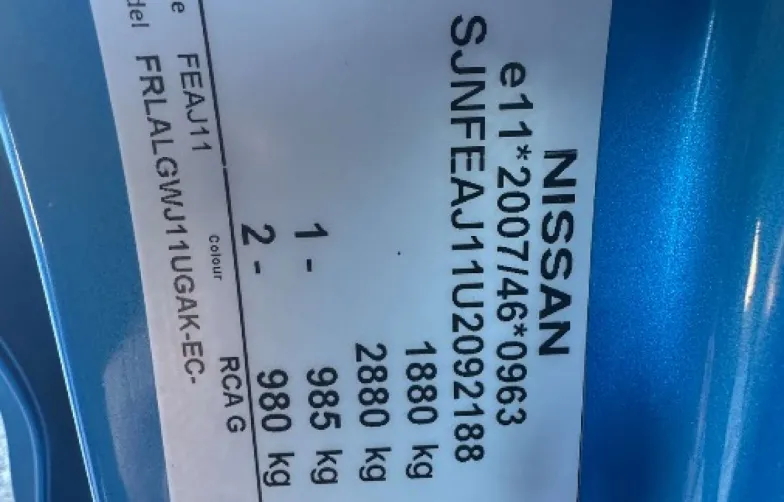 NISSAN
e11*2007/46*0963
SJNFEAJ11U2092188
1880 kg
2880 kg
1- 985 kg
2- 980 kg
FEAJ11 Colour RCA G
FRLALGWJ11UGAK-EC-